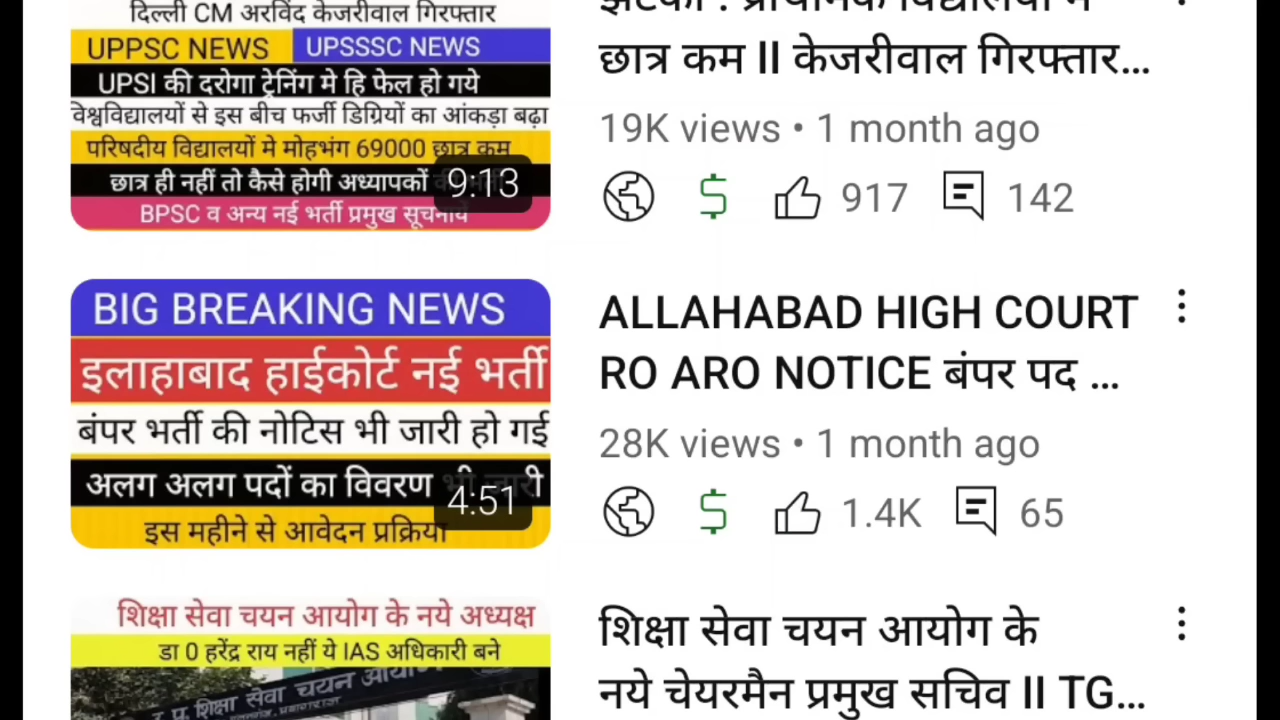 दिल्ली CM अरविंद केजरीवाल गिरफ्तार
UPPSC NEWS UPSSSC NEWS
UPSI की दरोगा ट्रेनिंग मे हि फेल हो गये
विश्वविद्यालयों से इस बीच फर्जी डिग्रियों का आंकड़ा बढ़ा
परिषदीय विद्यालयों मे मोहभंग 69000 छात्र कम
छात्र ही नहीं तो कैसे होगी अध्यापकों
9:13
BPSC व अन्य नई भर्ती प्रमुख सूचनायें
झटका : प्राथमिक विद्यालयों में
छात्र कम II केजरीवाल गिरफ्तार...
19K views • 1 month ago
917 142
BIG BREAKING NEWS
इलाहाबाद हाईकोर्ट नई भर्ती
बंपर भर्ती की नोटिस भी जारी हो गई
अलग अलग पदों का विवरण भी जारी
4:51
इस महीने से आवेदन प्रक्रिया
ALLAHABAD HIGH COURT
RO ARO NOTICE बंपर पद ...
28K views • 1 month ago
1.4K 65
शिक्षा सेवा चयन आयोग के नये अध्यक्ष
डा 0 हरेंद्र राय नहीं ये IAS अधिकारी बने
उ. प्र. शिक्षा सेवा चयन आयोग
शिक्षा सेवा चयन आयोग के
नये चेयरमैन प्रमुख सचिव II TG...